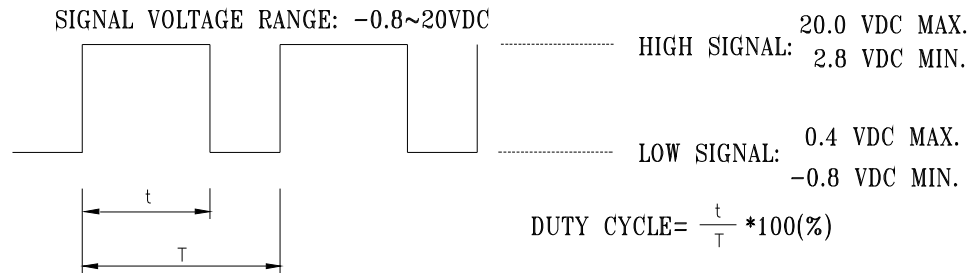 SIGNAL VOLTAGE RANGE: -0.8~20VDC
HIGH SIGNAL: 20.0 VDC MAX.
2.8 VDC MIN.
LOW SIGNAL: 0.4 VDC MAX.
-0.8 VDC MIN.
t
T
DUTY CYCLE= t/T *100(%)